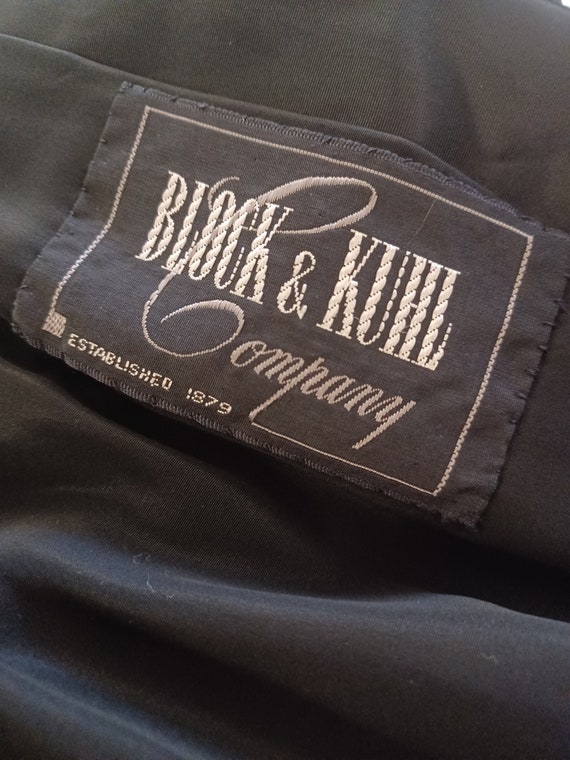 BLOCK & KUHL
Company
ESTABLISHED 1879